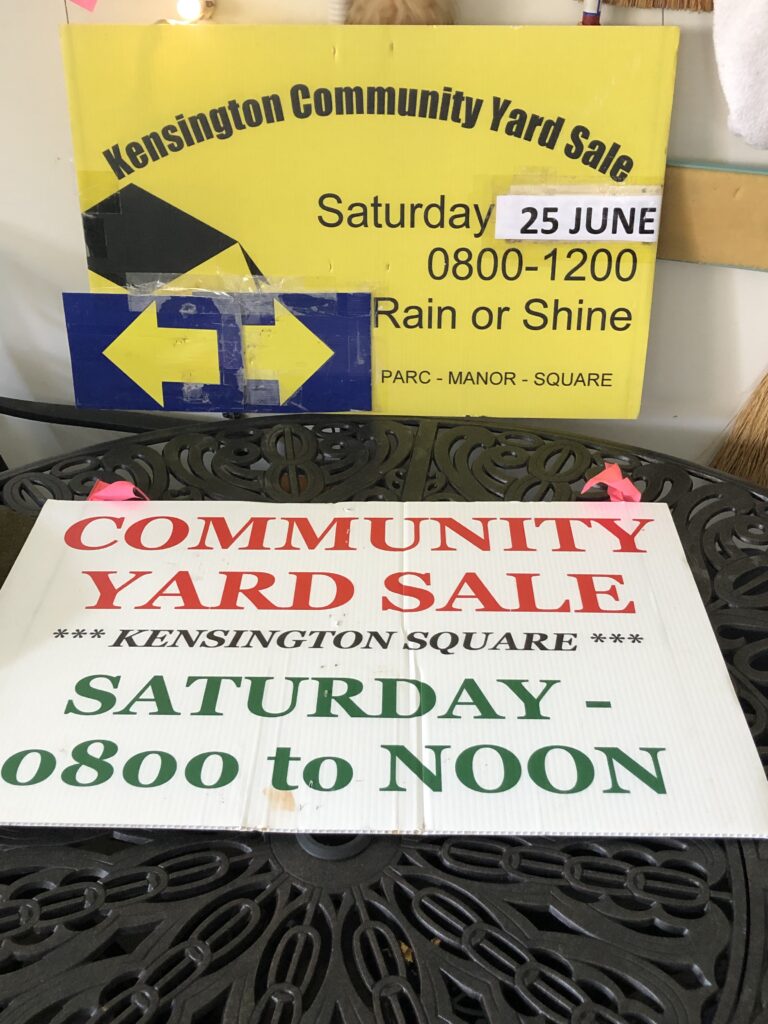 Kensington Community Yard Sale
Saturday 25 JUNE
0800-1200
Rain or Shine
PARC - MANOR - SQUARE
COMMUNITY
YARD SALE
*** KENSINGTON SQUARE ***
SATURDAY -
0800 to NOON